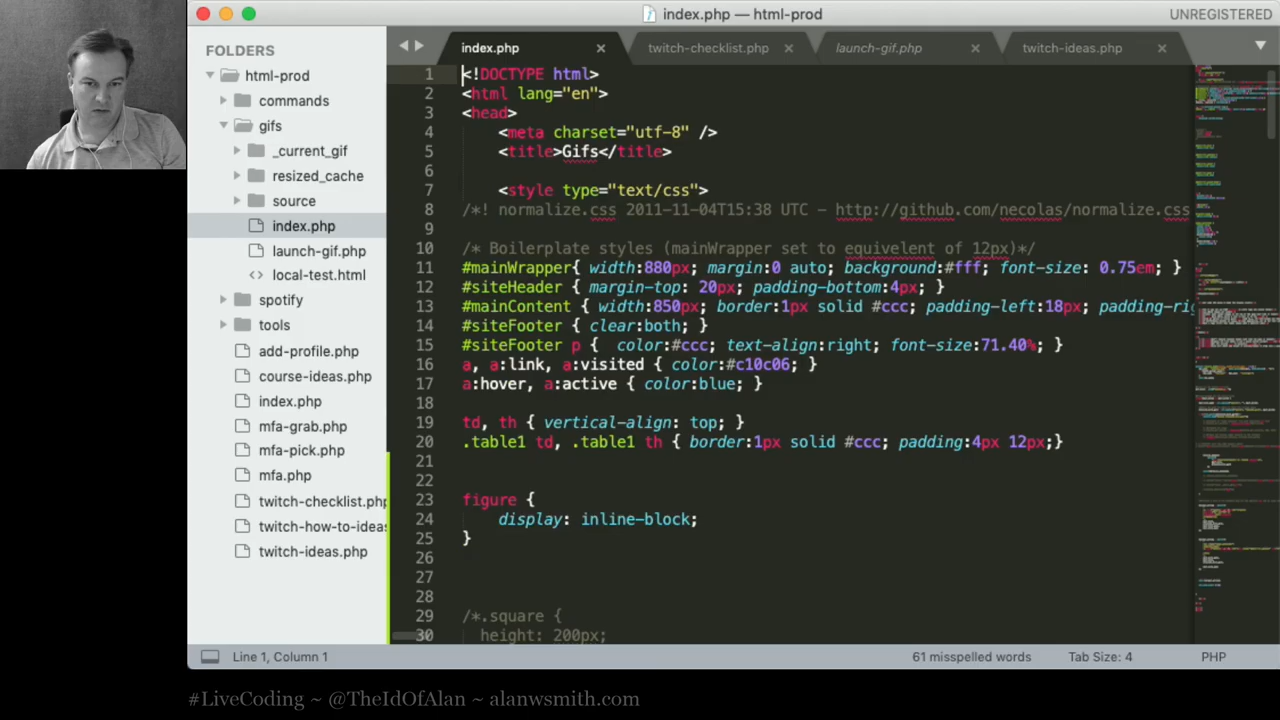 index.php — html-prod
UNREGISTERED
FOLDERS
html-prod
commands
gifs
_current_gif
resized_cache
source
index.php
launch-gif.php
local-test.html
spotify
tools
add-profile.php
course-ideas.php
index.php
mfa-grab.php
mfa-pick.php
mfa.php
twitch-checklist.php
twitch-how-to-ideas
twitch-ideas.php
index.php
twitch-checklist.php
launch-gif.php
twitch-ideas.php
1 <!DOCTYPE html>
2 <html lang="en">
3 <head>
4 <meta charset="utf-8" />
5 <title>Gifs</title>
6
7 <style type="text/css">
8 /*! normalize.css 2011-11-04T15:38 UTC - http://github.com/necolas/normalize.css
9
10 /* Boilerplate styles (mainWrapper set to equivelent of 12px)*/
11 #mainWrapper{ width:880px; margin:0 auto; background:#fff; font-size: 0.75em; }
12 #siteHeader { margin-top: 20px; padding-bottom:4px; }
13 #mainContent { width:850px; border:1px solid #ccc; padding-left:18px; padding-ri
14 #siteFooter { clear:both; }
15 #siteFooter p { color:#ccc; text-align:right; font-size:71.40%; }
16 a, a:link, a:visited { color:#c10c06; }
17 a:hover, a:active { color:blue; }
18
19 td, th { vertical-align: top; }
20 .table1 td, .table1 th { border:1px solid #ccc; padding:4px 12px;}
21
22
23 figure {
24 display: inline-block;
25 }
26
27
28
29 /*.square {
30 height: 200px;
Line 1, Column 1
61 misspelled words
Tab Size: 4
PHP
#LiveCoding ~ @TheIdOfAlan ~ alanwsmith.com